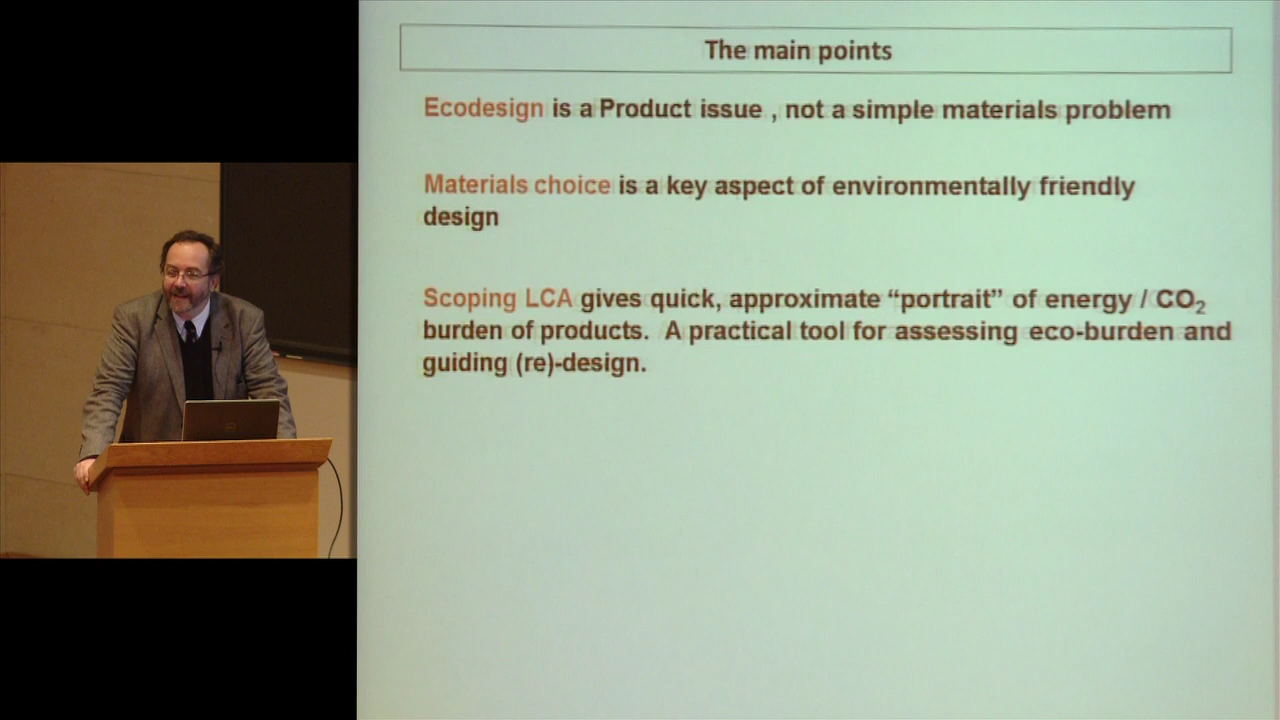 The main points
Ecodesign is a Product issue , not a simple materials problem
Materials choice is a key aspect of environmentally friendly
design
Scoping LCA gives quick, approximate “portrait” of energy / CO₂
burden of products. A practical tool for assessing eco-burden and
guiding (re)-design.